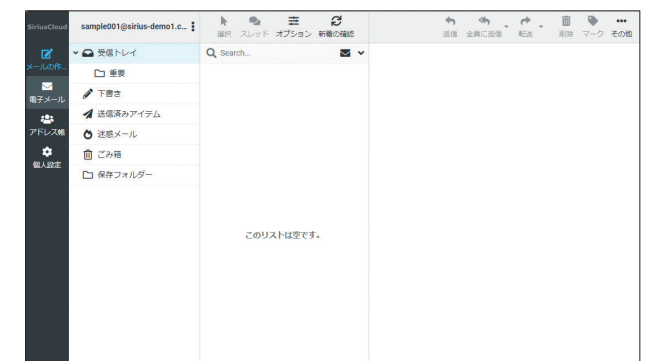 SiriusCloud
メールの作...
電子メール
アドレス帳
個人設定
sample001@sirius-demo1.c...
受信トレイ
重要
下書き
送信済みアイテム
迷惑メール
ごみ箱
保存フォルダー
選択 スレッド オプション 新着の確認
Search...
このリストは空です。
返信 全員に返信 転送 削除 マーク その他